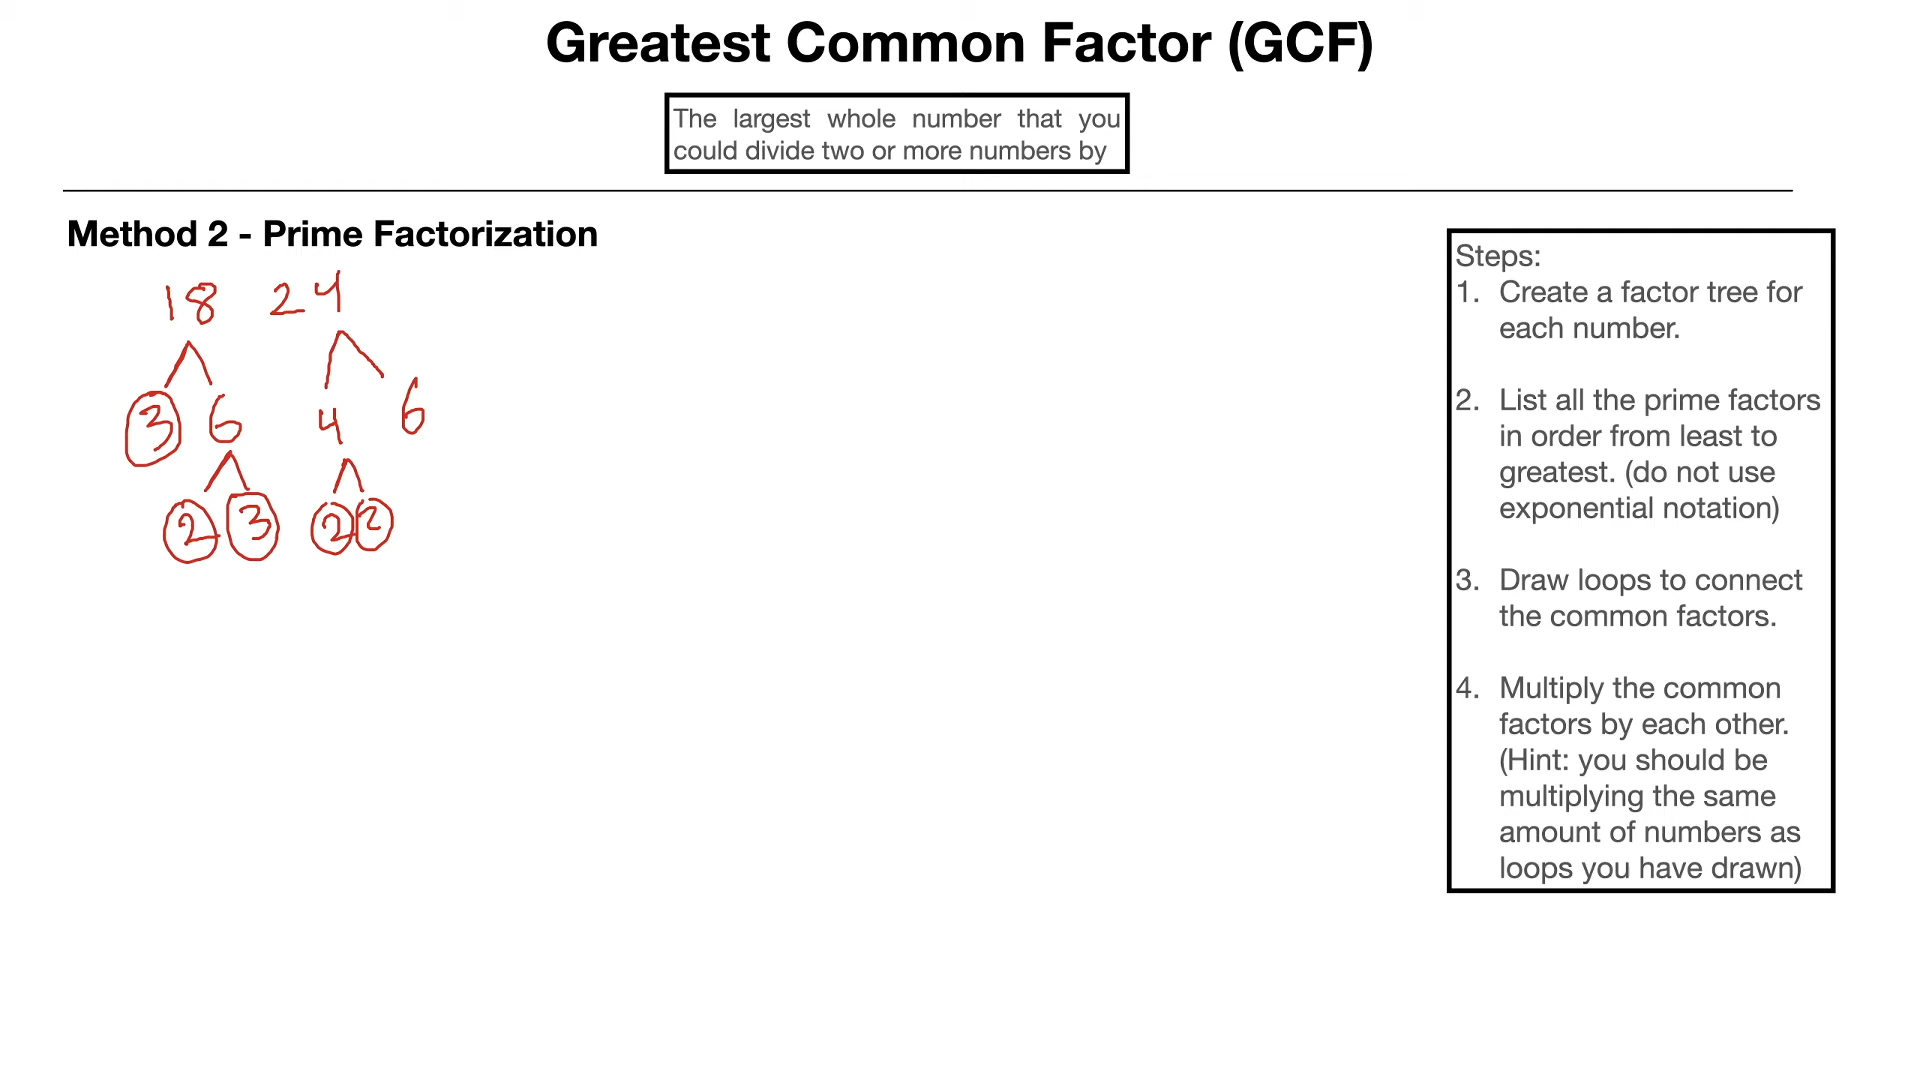 Greatest Common Factor (GCF)
The largest whole number that you
could divide two or more numbers by
Method 2 - Prime Factorization
18 24
3 6 4 6
2 3 2 2
Steps:
1. Create a factor tree for
each number.
2. List all the prime factors
in order from least to
greatest. (do not use
exponential notation)
3. Draw loops to connect
the common factors.
4. Multiply the common
factors by each other.
(Hint: you should be
multiplying the same
amount of numbers as
loops you have drawn)